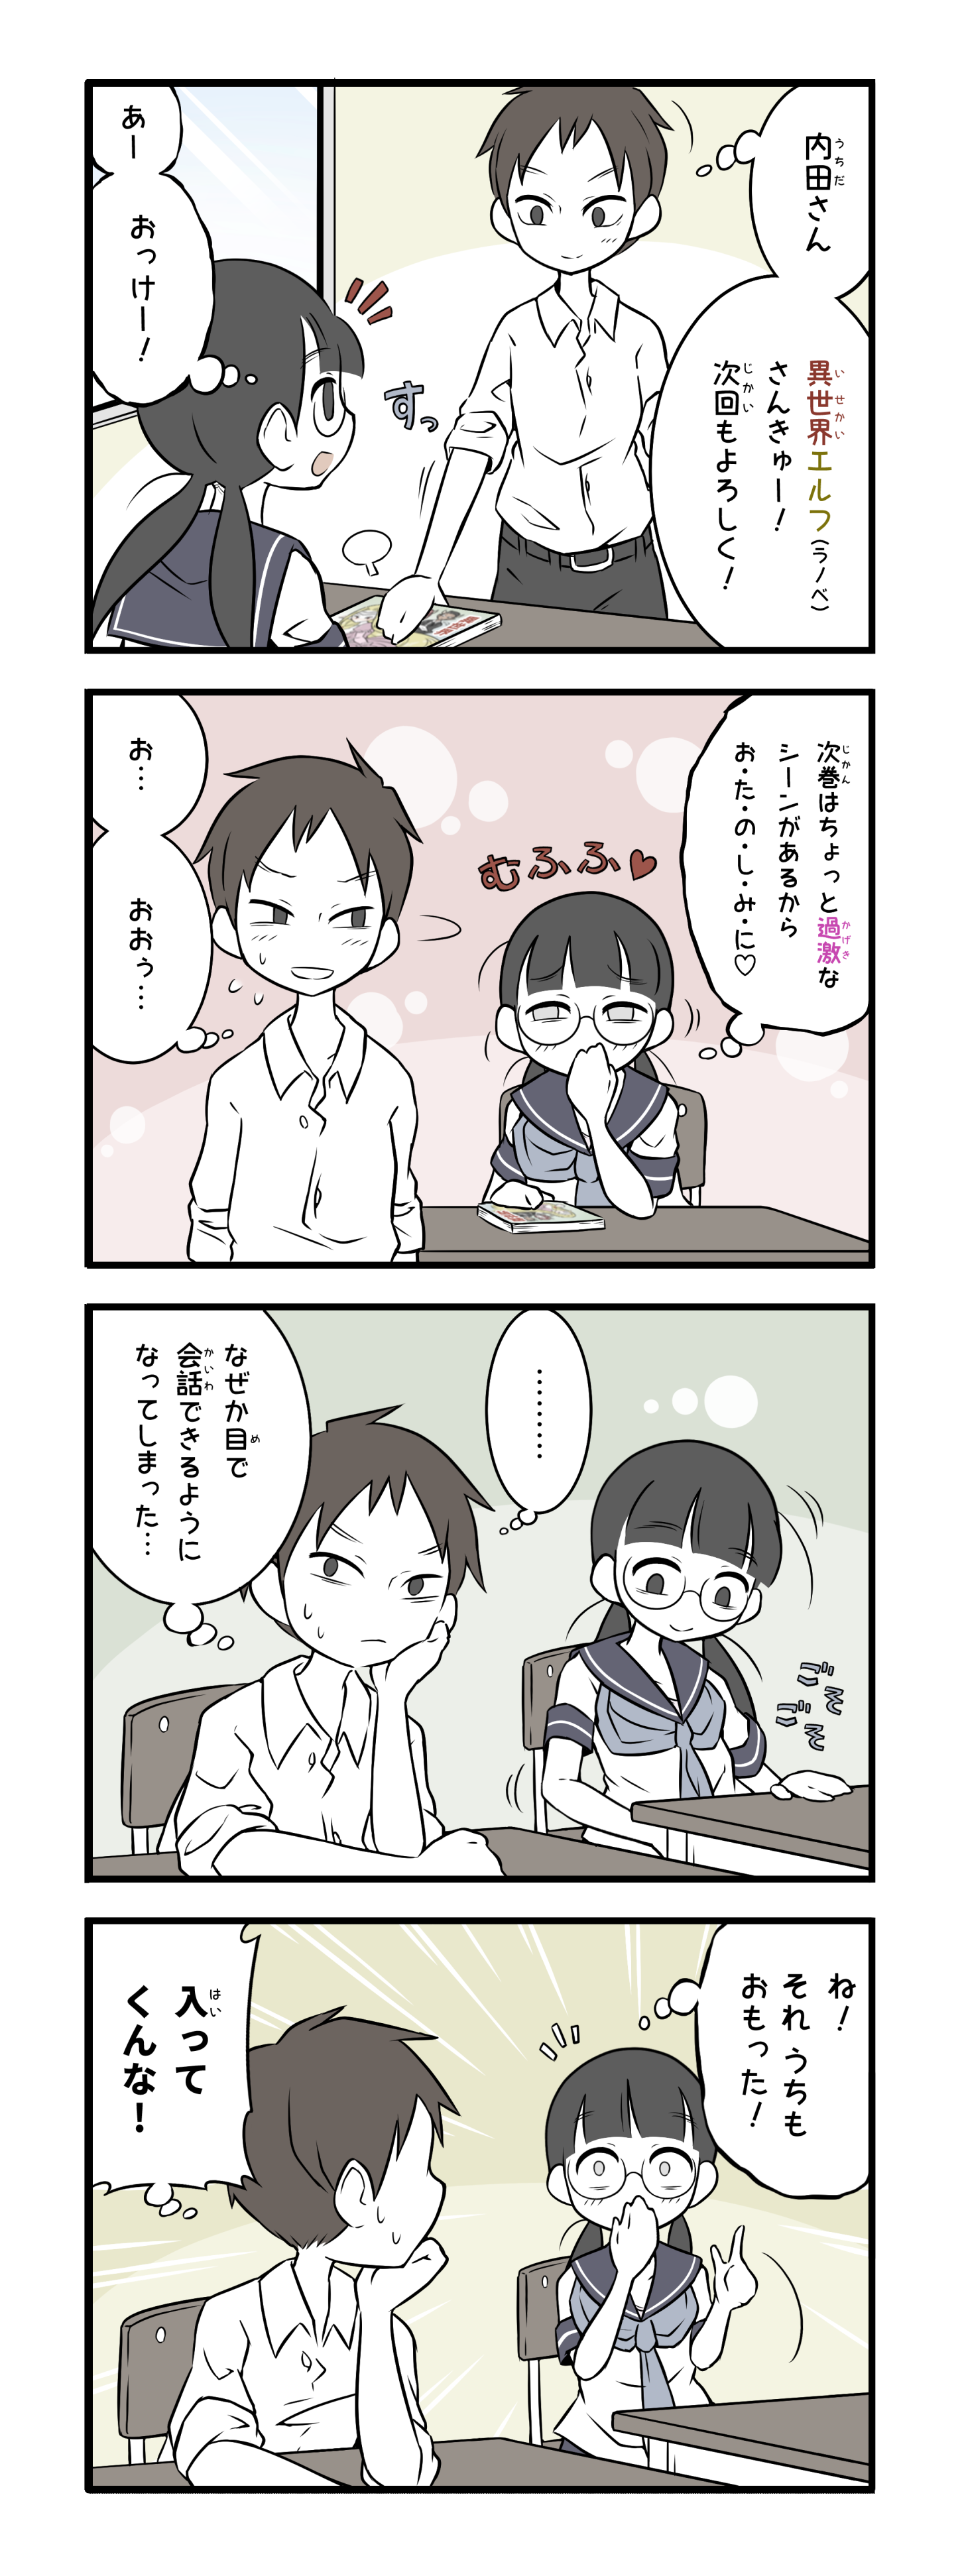 内田さん
異世界エルフ（ラノベ）
さんきゅー！
次回もよろしく！
すっ
あー
おっけー！
次巻はちょっと過激な
シーンがあるから
お・た・の・し・み・に♡
むふふ♥
お…
おおぅ…
………
ごそ
ごそ
なぜか目で
会話できるように
なってしまった…
ね！
それ うちも
おもった！
入って
くんな！